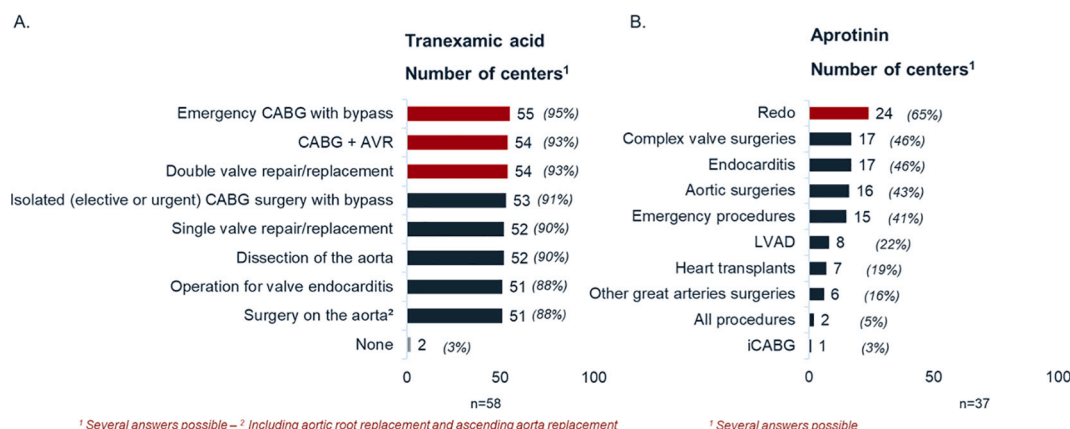 A.
Tranexamic acid
Number of centers¹
Emergency CABG with bypass 55 (95%)
CABG + AVR 54 (93%)
Double valve repair/replacement 54 (93%)
Isolated (elective or urgent) CABG surgery with bypass 53 (91%)
Single valve repair/replacement 52 (90%)
Dissection of the aorta 52 (90%)
Operation for valve endocarditis 51 (88%)
Surgery on the aorta² 51 (88%)
None 2 (3%)
0 50 100
n=58
¹ Several answers possible – ² Including aortic root replacement and ascending aorta replacement
B.
Aprotinin
Number of centers¹
Redo 24 (65%)
Complex valve surgeries 17 (46%)
Endocarditis 17 (46%)
Aortic surgeries 16 (43%)
Emergency procedures 15 (41%)
LVAD 8 (22%)
Heart transplants 7 (19%)
Other great arteries surgeries 6 (16%)
All procedures 2 (5%)
iCABG 1 (3%)
0 50 100
n=37
¹ Several answers possible